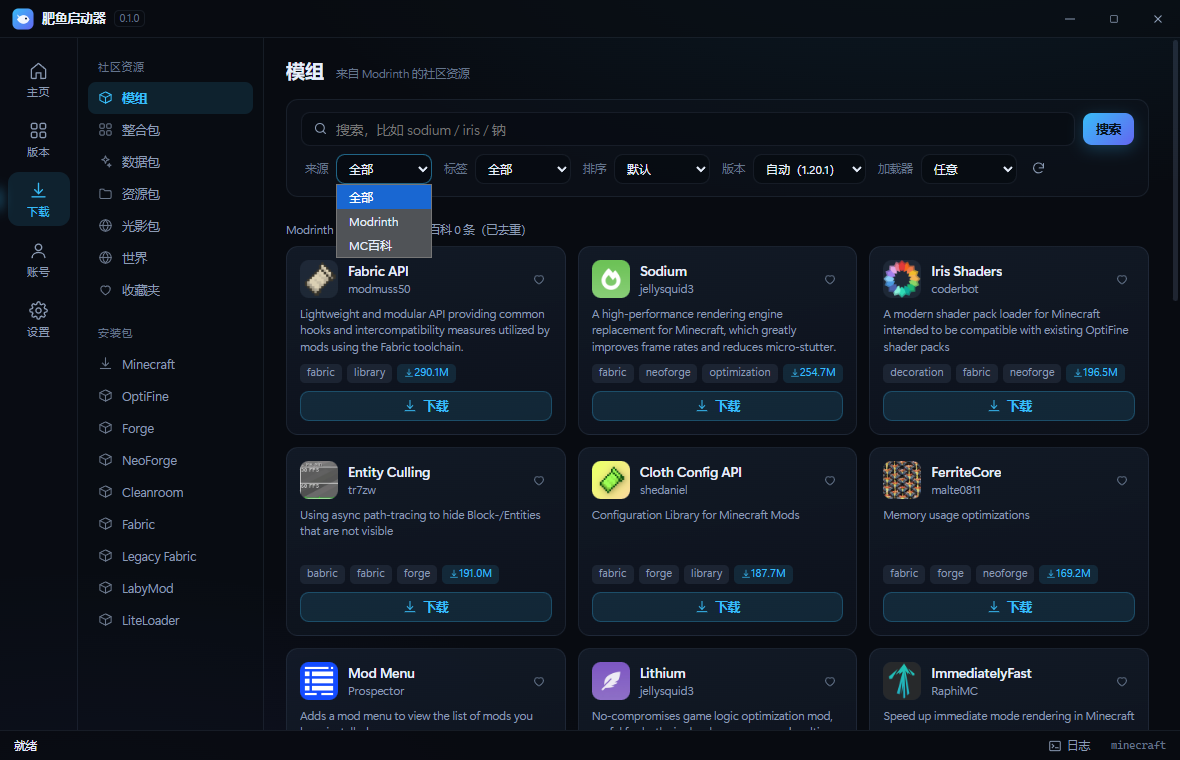 肥鱼启动器 0.1.0
主页
版本
下载
账号
设置
社区资源
模组
整合包
数据包
资源包
光影包
世界
收藏夹
安装包
Minecraft
OptiFine
Forge
NeoForge
Cleanroom
Fabric
Legacy Fabric
LabyMod
LiteLoader
模组 来自 Modrinth 的社区资源
搜索，比如 sodium / iris / 钠
搜索
来源 全部 标签 全部 排序 默认 版本 自动（1.20.1） 加载器 任意
全部
Modrinth
MC百科
Modrinth 百科 0 条（已去重）
Fabric API
modmuss50
Lightweight and modular API providing common
hooks and intercompatibility measures utilized by
mods using the Fabric toolchain.
fabric library 290.1M
下载
Sodium
jellysquid3
A high-performance rendering engine
replacement for Minecraft, which greatly
improves frame rates and reduces micro-stutter.
fabric neoforge optimization 254.7M
下载
Iris Shaders
coderbot
A modern shader pack loader for Minecraft
intended to be compatible with existing OptiFine
shader packs
decoration fabric neoforge 196.5M
下载
Entity Culling
tr7zw
Using async path-tracing to hide Block-/Entities
that are not visible
babric fabric forge 191.0M
下载
Cloth Config API
shedaniel
Configuration Library for Minecraft Mods
fabric forge library 187.7M
下载
FerriteCore
malte0811
Memory usage optimizations
fabric forge neoforge 169.2M
下载
Mod Menu
Prospector
Adds a mod menu to view the list of mods you
Lithium
jellysquid3
No-compromises game logic optimization mod,
ImmediatelyFast
RaphiMC
Speed up immediate mode rendering in Minecraft
就绪
日志 minecraft